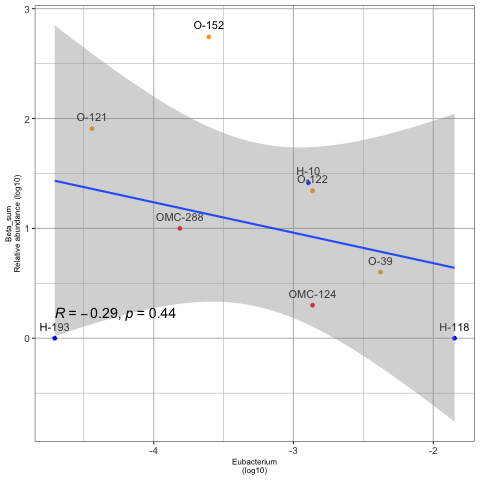 3
2
1
0
Beta_sum
Relative abundance (log10)
O-152
O-121
H-10
O-122
OMC-288
O-39
OMC-124
R = −0.29, p = 0.44
H-193
H-118
-4
-3
-2
Eubacterium
(log10)